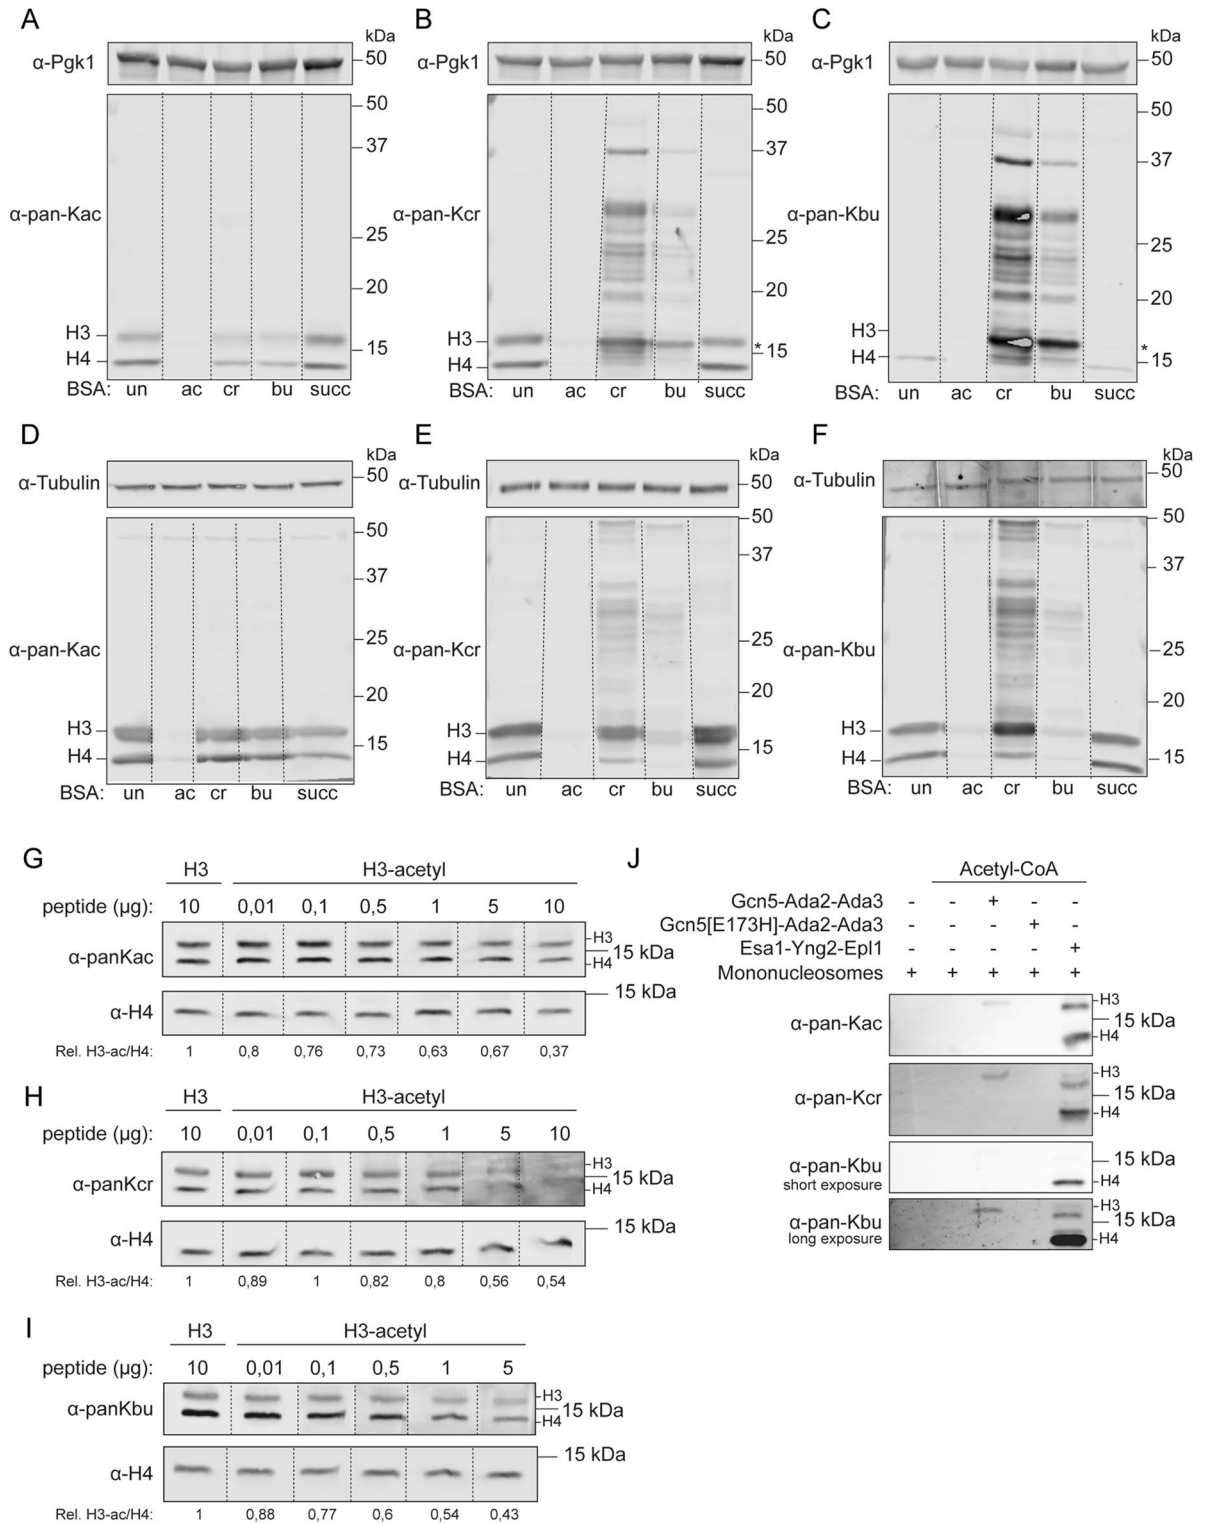 A
kDa
α-Pgk1
50
50
37
α-pan-Kac
25
20
H3
15
H4
BSA: un ac cr bu succ
B
kDa
α-Pgk1
50
50
37
α-pan-Kcr
25
20
H3
* 15
H4
BSA: un ac cr bu succ
C
kDa
α-Pgk1
50
50
37
α-pan-Kbu
25
20
H3
*
H4
15
BSA: un ac cr bu succ
D
kDa
α-Tubulin
50
50
37
α-pan-Kac
25
20
H3
15
H4
BSA: un ac cr bu succ
E
kDa
α-Tubulin
50
50
37
α-pan-Kcr
25
20
H3
15
H4
BSA: un ac cr bu succ
F
kDa
α-Tubulin
50
50
37
α-pan-Kbu
25
20
H3
15
H4
BSA: un ac cr bu succ
G
H3 H3-acetyl
peptide (µg): 10 0,01 0,1 0,5 1 5 10
α-panKac
H3
15 kDa
H4
α-H4
15 kDa
Rel. H3-ac/H4: 1 0,8 0,76 0,73 0,63 0,67 0,37
H
H3 H3-acetyl
peptide (µg): 10 0,01 0,1 0,5 1 5 10
α-panKcr
H3
15 kDa
H4
α-H4
15 kDa
Rel. H3-ac/H4: 1 0,89 1 0,82 0,8 0,56 0,54
I
H3 H3-acetyl
peptide (µg): 10 0,01 0,1 0,5 1 5
α-panKbu
H3
15 kDa
H4
α-H4
15 kDa
Rel. H3-ac/H4: 1 0,88 0,77 0,6 0,54 0,43
J
Acetyl-CoA
Gcn5-Ada2-Ada3 - - + - -
Gcn5[E173H]-Ada2-Ada3 - - - + -
Esa1-Yng2-Epl1 - - - - +
Mononucleosomes + + + + +
α-pan-Kac
H3
15 kDa
H4
α-pan-Kcr
H3
15 kDa
H4
α-pan-Kbu
short exposure
15 kDa
H4
α-pan-Kbu
long exposure
H3
15 kDa
H4